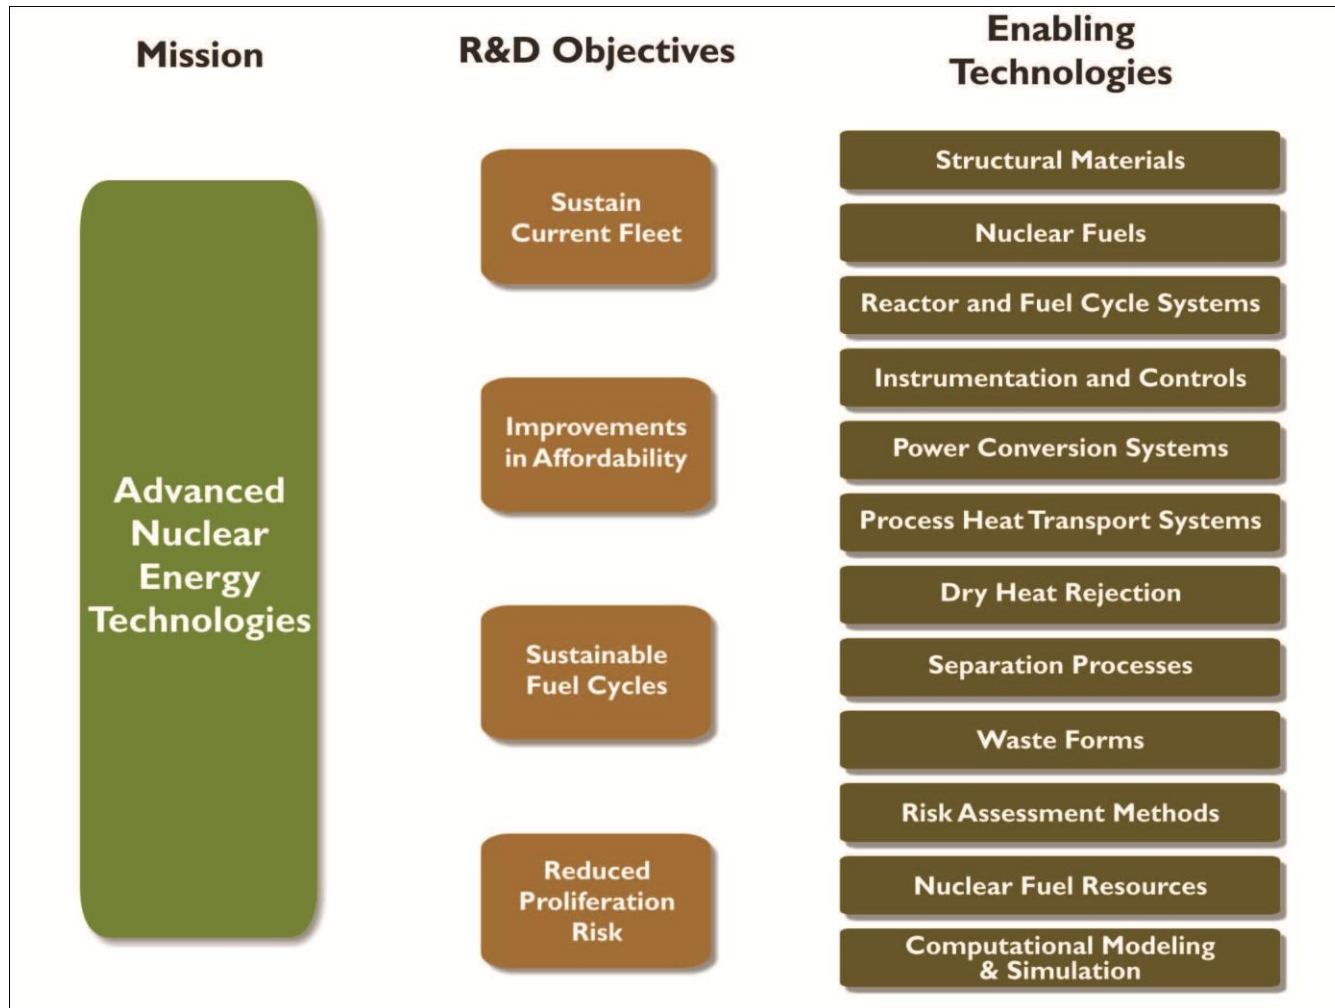 Mission
R&D Objectives
Enabling
Technologies
Advanced
Nuclear
Energy
Technologies
Sustain
Current Fleet
Improvements
in Affordability
Sustainable
Fuel Cycles
Reduced
Proliferation
Risk
Structural Materials
Nuclear Fuels
Reactor and Fuel Cycle Systems
Instrumentation and Controls
Power Conversion Systems
Process Heat Transport Systems
Dry Heat Rejection
Separation Processes
Waste Forms
Risk Assessment Methods
Nuclear Fuel Resources
Computational Modeling
& Simulation